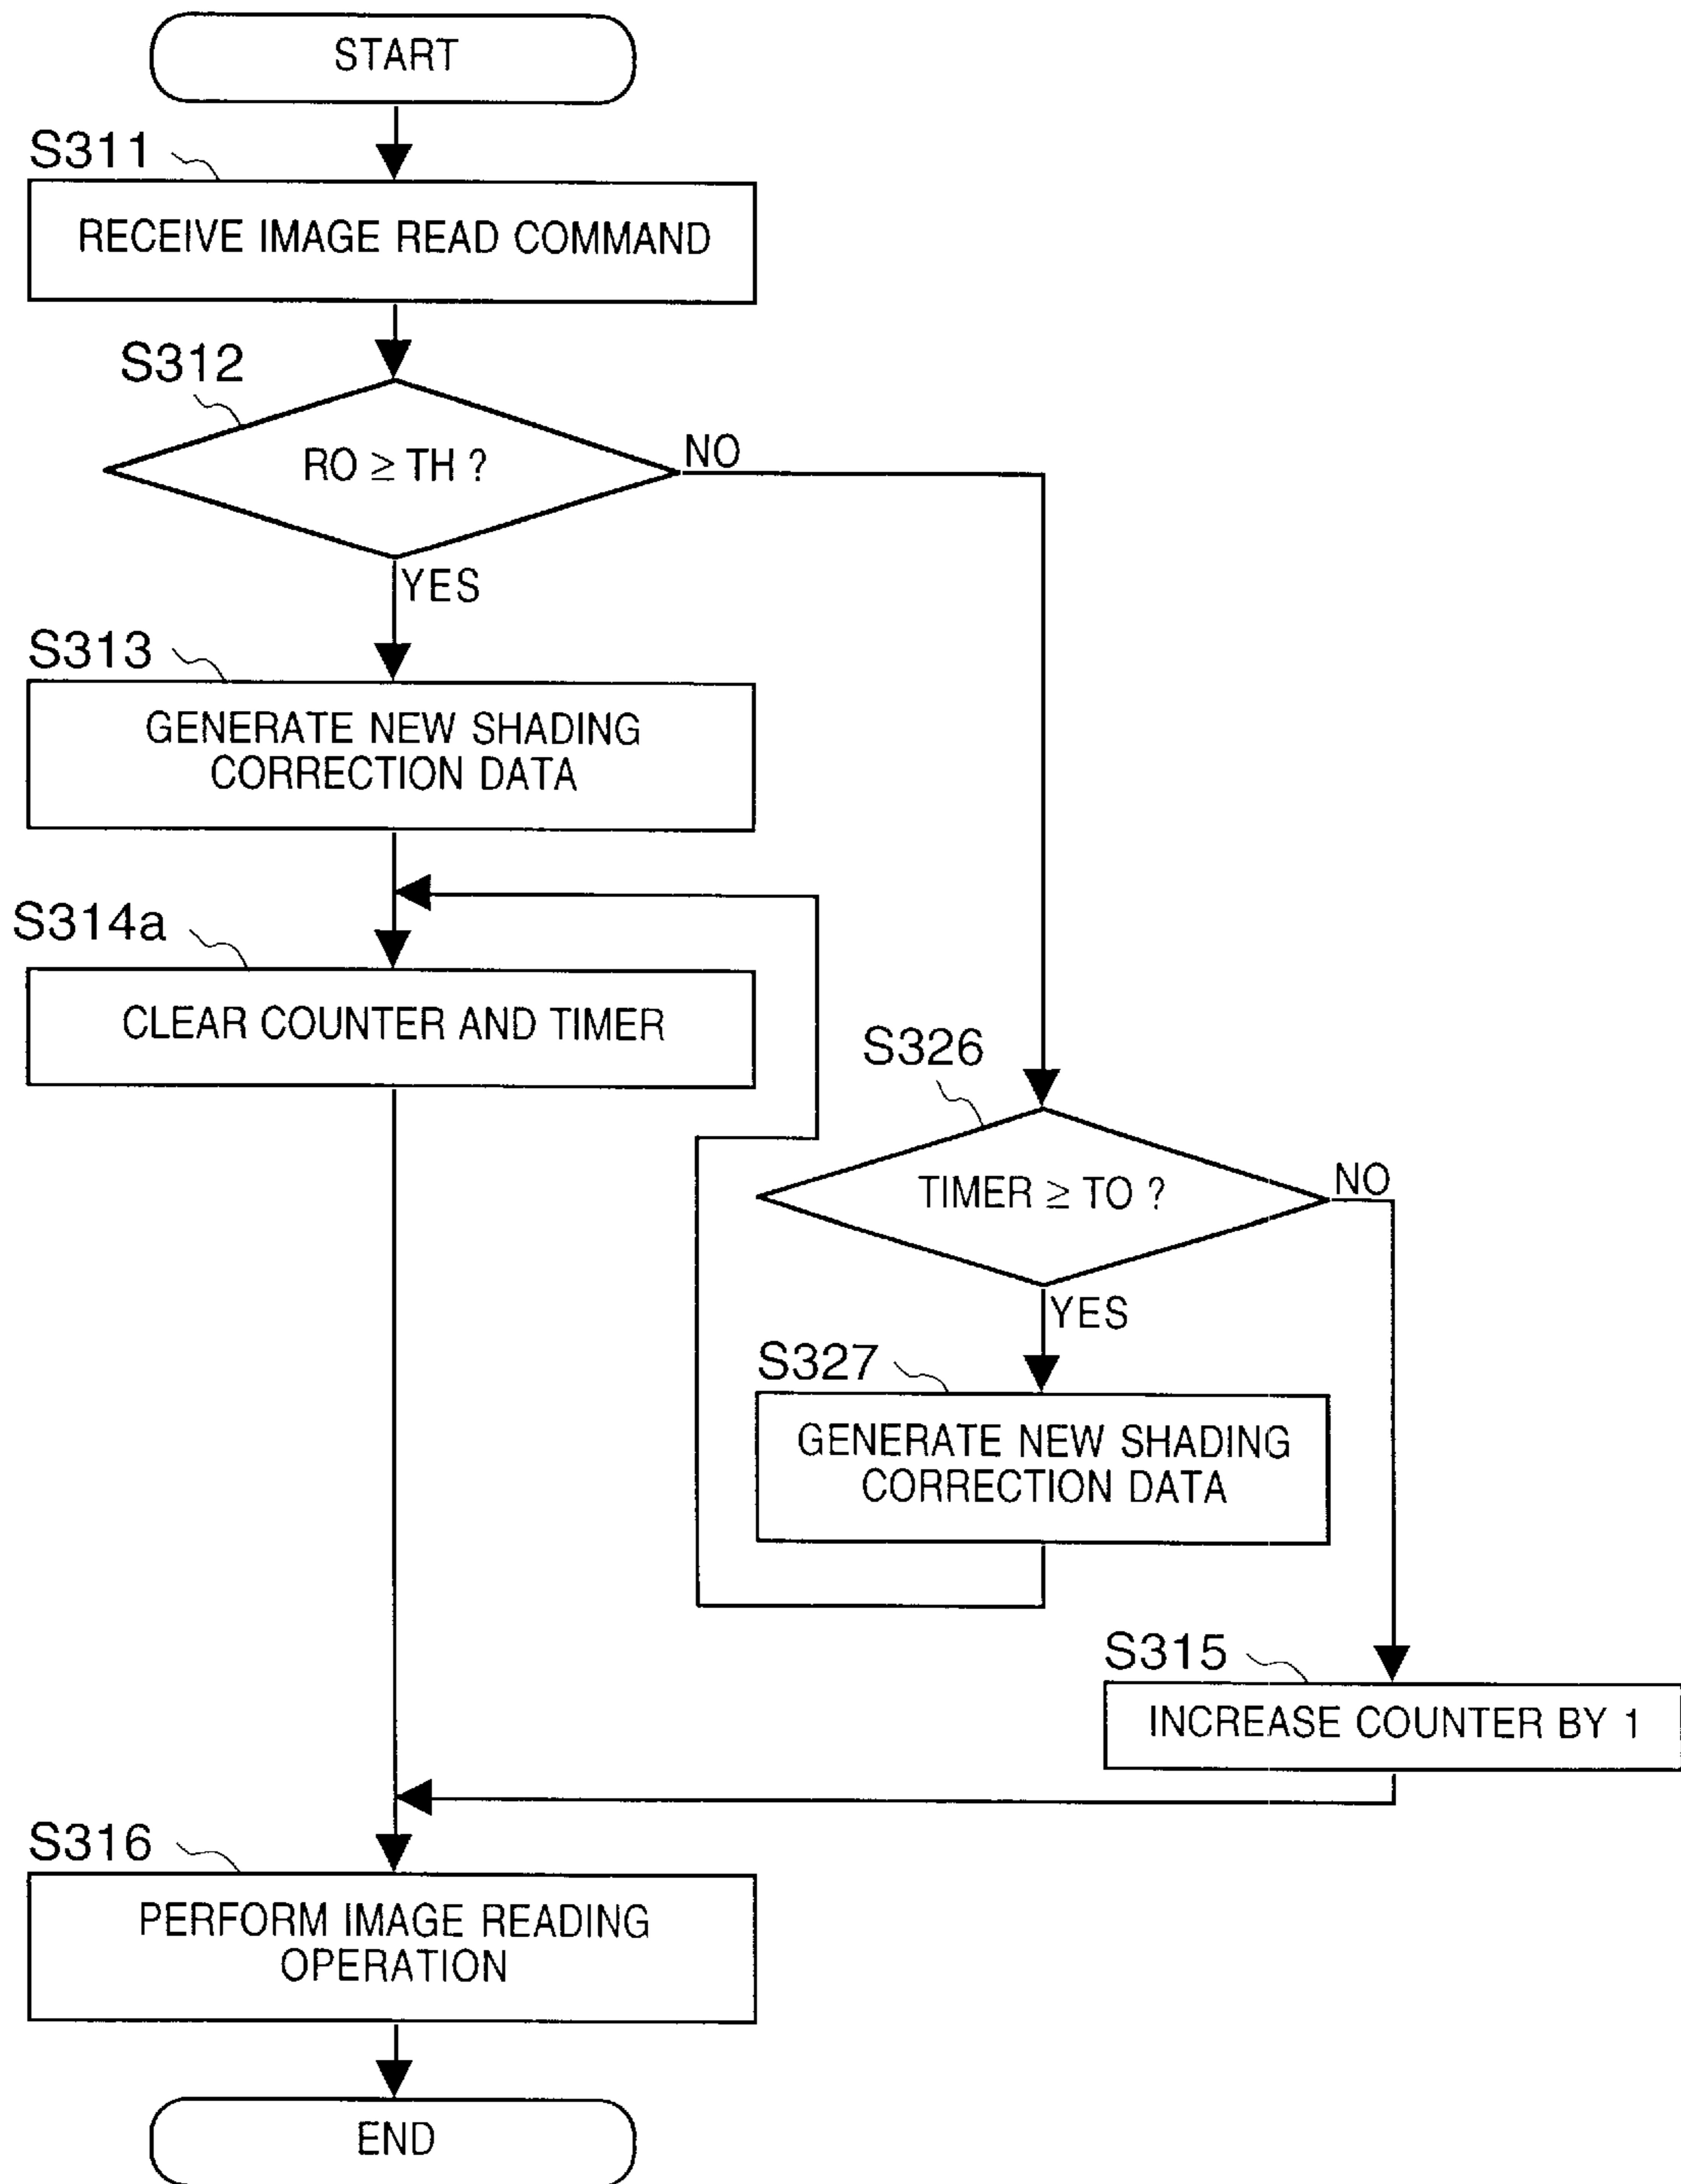 START
S311
RECEIVE IMAGE READ COMMAND
S312
RO ≥ TH ?
NO
YES
S313
GENERATE NEW SHADING
CORRECTION DATA
S314a
CLEAR COUNTER AND TIMER
S326
TIMER ≥ TO ?
NO
YES
S327
GENERATE NEW SHADING
CORRECTION DATA
S315
INCREASE COUNTER BY 1
S316
PERFORM IMAGE READING
OPERATION
END